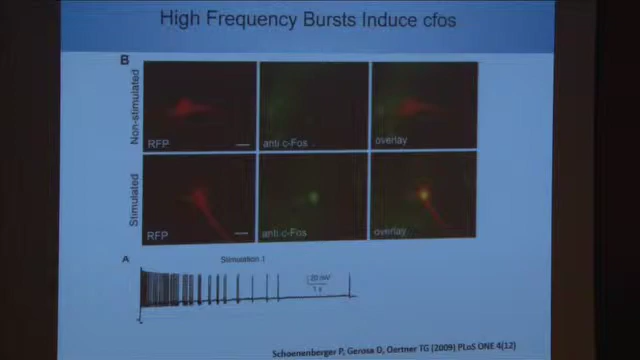 High Frequency Bursts Induce cfos
B
Non-stimulated
RFP
anti c-Fos
overlay
Stimulated
RFP
anti c-Fos
overlay
A
Stimulation 1
20 mV
1 s
Schoenenberger P, Gerosa D, Oertner TG (2009) PLoS ONE 4(12)